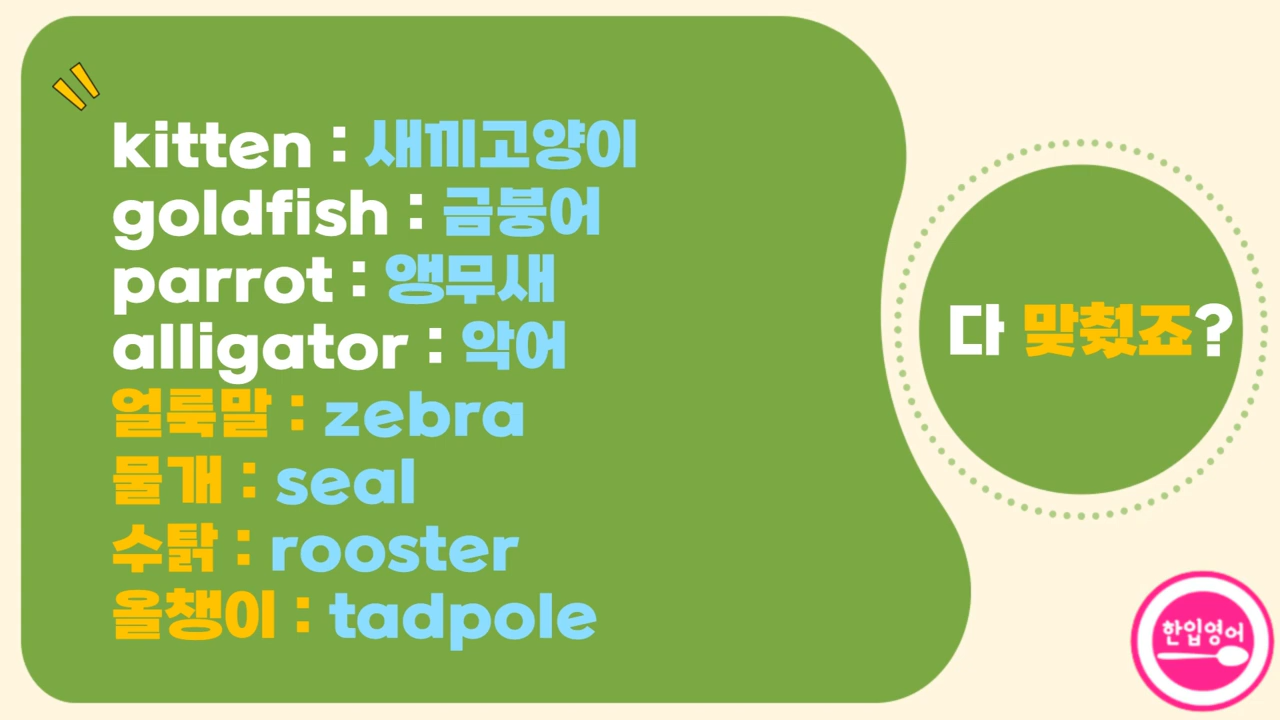 kitten : 새끼고양이
goldfish : 금붕어
parrot : 앵무새
alligator : 악어
얼룩말 : zebra
물개 : seal
수탉 : rooster
올챙이 : tadpole
다 맞췄죠?
한입영어